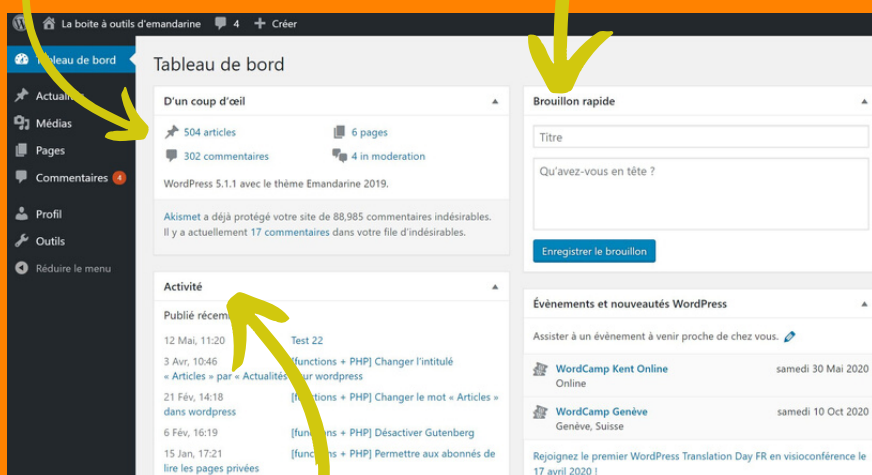 La boite à outils d'emandarine 4 + Créer
Tableau de bord
Médias
Pages
Commentaires 4
Profil
Outils
Réduire le menu
Tableau de bord
D'un coup d'œil
504 articles 6 pages
302 commentaires 4 in moderation
WordPress 5.1.1 avec le thème Emandarine 2019.
Akismet a déjà protégé votre site de 88,985 commentaires indésirables.
Il y a actuellement 17 commentaires dans votre file d'indésirables.
Activité
Publié
12 Mai, 11:20 Test 22
3 Avr, 10:46 [functions + PHP] Changer l'intitulé
« Articles » par « Actualités » pour wordpress
21 Fév, 14:18 + PHP] Changer le mot « Articles »
dans wordpress
6 Fév, 16:19 + PHP] Désactiver Gutenberg
15 Jan, 17:21 + PHP] Permettre aux abonnés de
lire les pages privées
Brouillon rapide
Titre
Qu'avez-vous en tête ?
Enregistrer le brouillon
Évènements et nouveautés WordPress
Assister à un évènement à venir proche de chez vous.
WordCamp Kent Online samedi 30 Mai 2020
Online
WordCamp Genève samedi 10 Oct 2020
Genève, Suisse
Rejoignez le premier WordPress Translation Day FR en visioconférence le
17 avril 2020 !